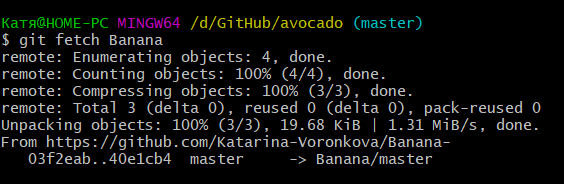 Катя@HOME-PC MINGW64 /d/GitHub/avocado (master)
$ git fetch Banana
remote: Enumerating objects: 4, done.
remote: Counting objects: 100% (4/4), done.
remote: Compressing objects: 100% (3/3), done.
remote: Total 3 (delta 0), reused 0 (delta 0), pack-reused 0
Unpacking objects: 100% (3/3), 19.68 KiB | 1.31 MiB/s, done.
From https://github.com/Katarina-Voronkova/Banana-
   03f2eab..40e1cb4  master     -> Banana/master